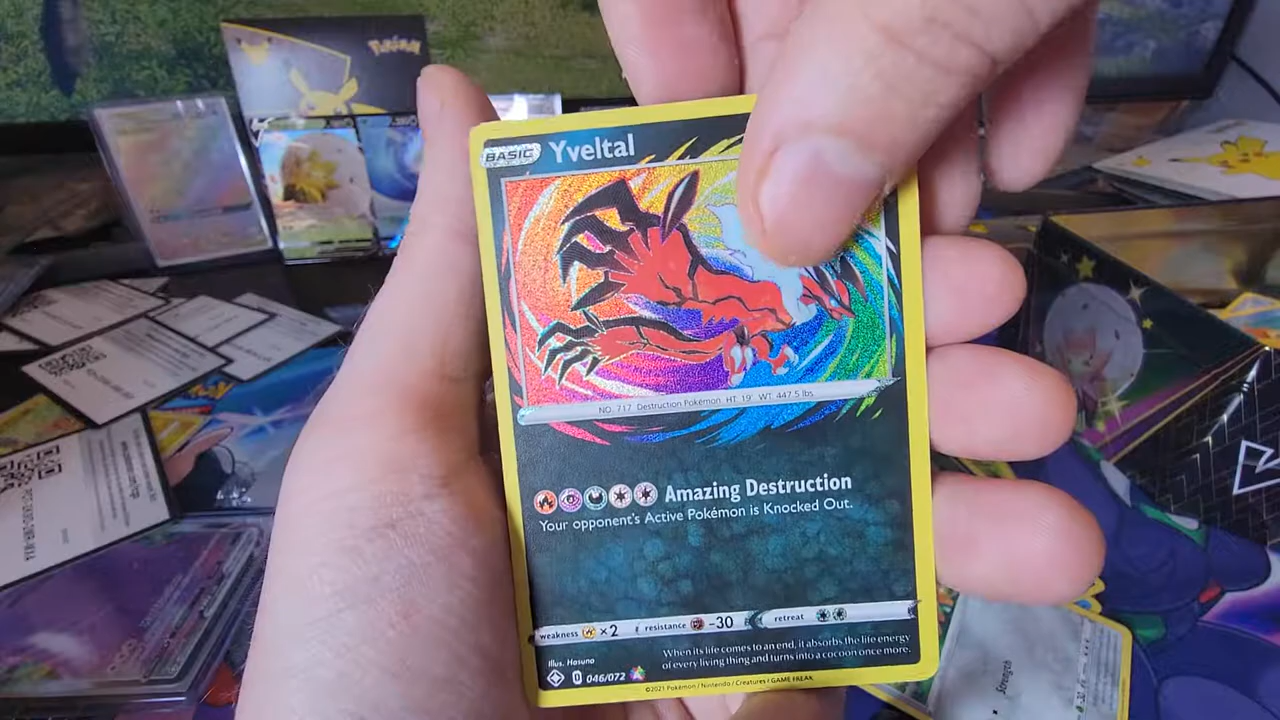 Pokémon
BASIC Yveltal
NO. 717 Destruction Pokémon HT: 19' WT: 447.5 lbs.
Amazing Destruction
Your opponent's Active Pokémon is Knocked Out.
weakness ×2 resistance -30 retreat
When its life comes to an end, it absorbs the life energy
of every living thing and turns into a cocoon once more.
Illus. Hasuno
046/072
©2021 Pokémon / Nintendo / Creatures / GAME FREAK
Strength